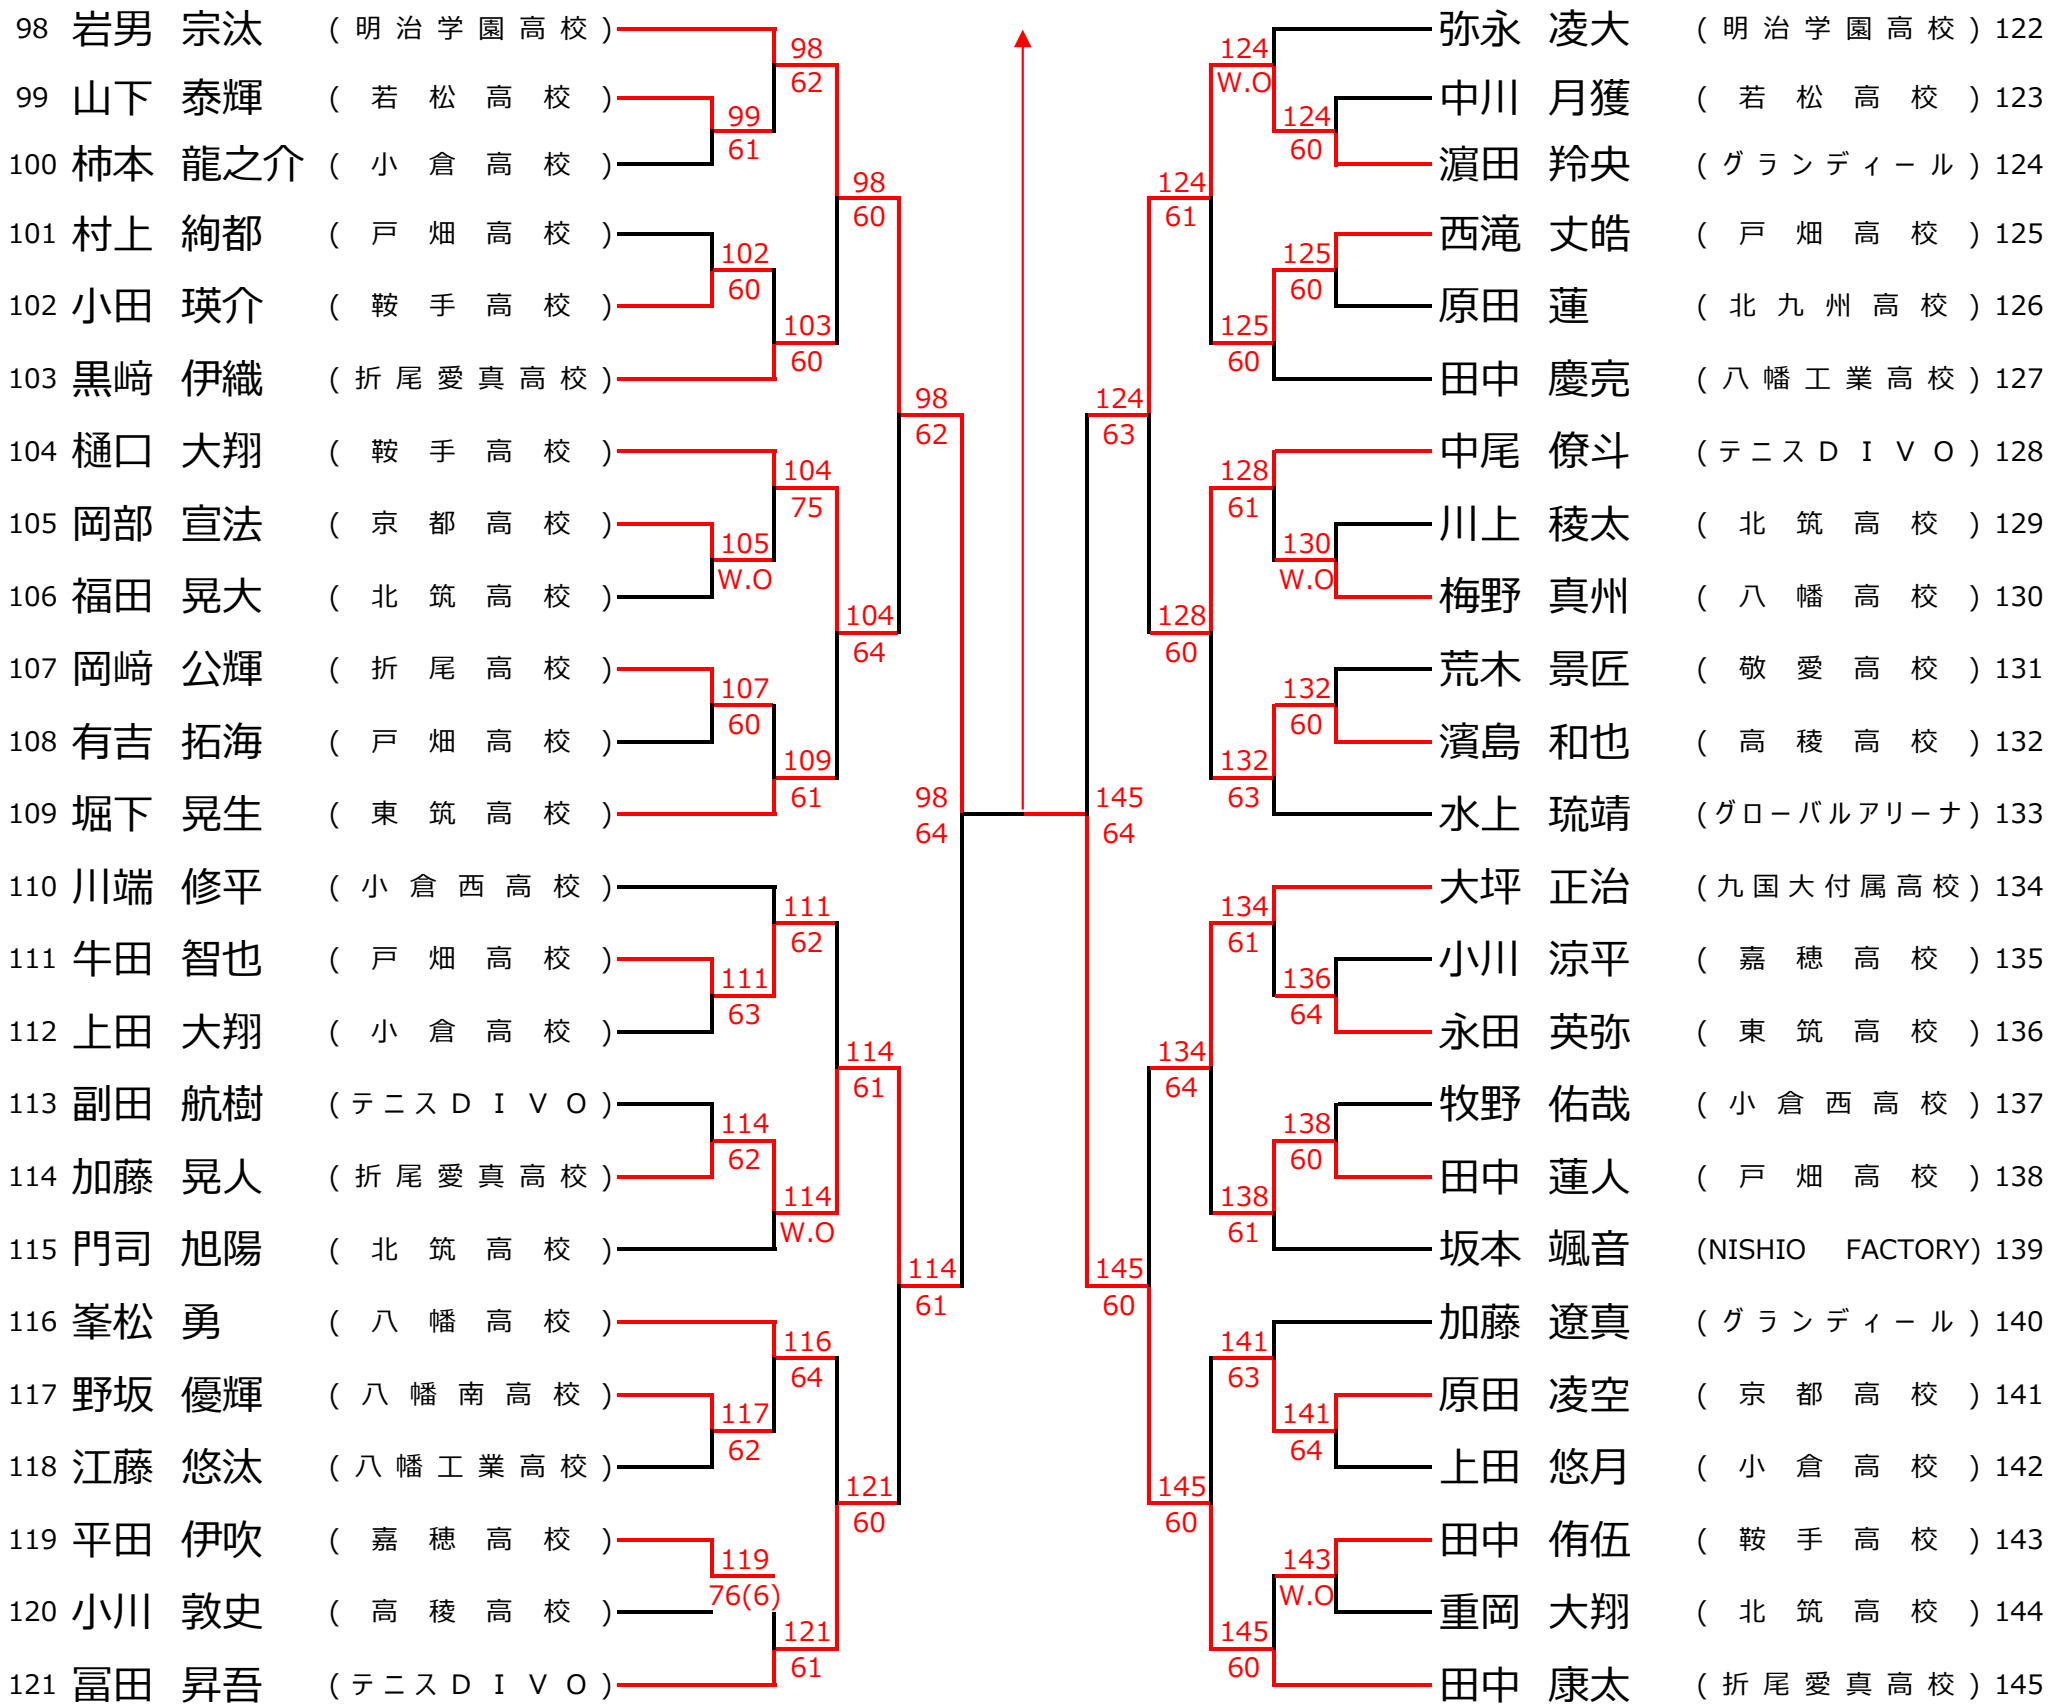 98 岩男 宗汰 (明治学園高校)
98
62
99 山下 泰輝 (若松高校)
99
61
100 柿本 龍之介 (小倉高校)
98
60
101 村上 絢都 (戸畑高校)
102
60
102 小田 瑛介 (鞍手高校)
103
60
103 黒﨑 伊織 (折尾愛真高校)
98
62
104 樋口 大翔 (鞍手高校)
104
75
105 岡部 宣法 (京都高校)
105
W.O
106 福田 晃大 (北筑高校)
104
64
107 岡﨑 公輝 (折尾高校)
107
60
108 有吉 拓海 (戸畑高校)
109
61
109 堀下 晃生 (東筑高校)
98
64
110 川端 修平 (小倉西高校)
111
62
111 牛田 智也 (戸畑高校)
111
63
112 上田 大翔 (小倉高校)
114
61
113 副田 航樹 (テニスDIVO)
114
62
114 加藤 晃人 (折尾愛真高校)
114
W.O
115 門司 旭陽 (北筑高校)
114
61
116 峯松 勇 (八幡高校)
116
64
117 野坂 優輝 (八幡南高校)
117
62
118 江藤 悠汰 (八幡工業高校)
121
60
119 平田 伊吹 (嘉穂高校)
119
76(6)
120 小川 敦史 (高稜高校)
121
61
121 冨田 昇吾 (テニスDIVO)
弥永 凌大 (明治学園高校) 122
124
W.O
中川 月獲 (若松高校) 123
124
60
濵田 羚央 (グランディール) 124
124
61
西滝 丈皓 (戸畑高校) 125
125
60
原田 蓮 (北九州高校) 126
125
60
田中 慶亮 (八幡工業高校) 127
124
63
中尾 僚斗 (テニスDIVO) 128
128
61
川上 稜太 (北筑高校) 129
130
W.O
梅野 真州 (八幡高校) 130
128
60
荒木 景匠 (敬愛高校) 131
132
60
濱島 和也 (高稜高校) 132
132
63
水上 琉靖 (グローバルアリーナ) 133
145
64
大坪 正治 (九国大付属高校) 134
134
61
小川 涼平 (嘉穂高校) 135
136
64
永田 英弥 (東筑高校) 136
134
64
牧野 佑哉 (小倉西高校) 137
138
60
田中 蓮人 (戸畑高校) 138
138
61
坂本 颯音 (NISHIO FACTORY) 139
145
60
加藤 遼真 (グランディール) 140
141
63
原田 凌空 (京都高校) 141
141
64
上田 悠月 (小倉高校) 142
145
60
田中 侑伍 (鞍手高校) 143
143
W.O
重岡 大翔 (北筑高校) 144
145
60
田中 康太 (折尾愛真高校) 145